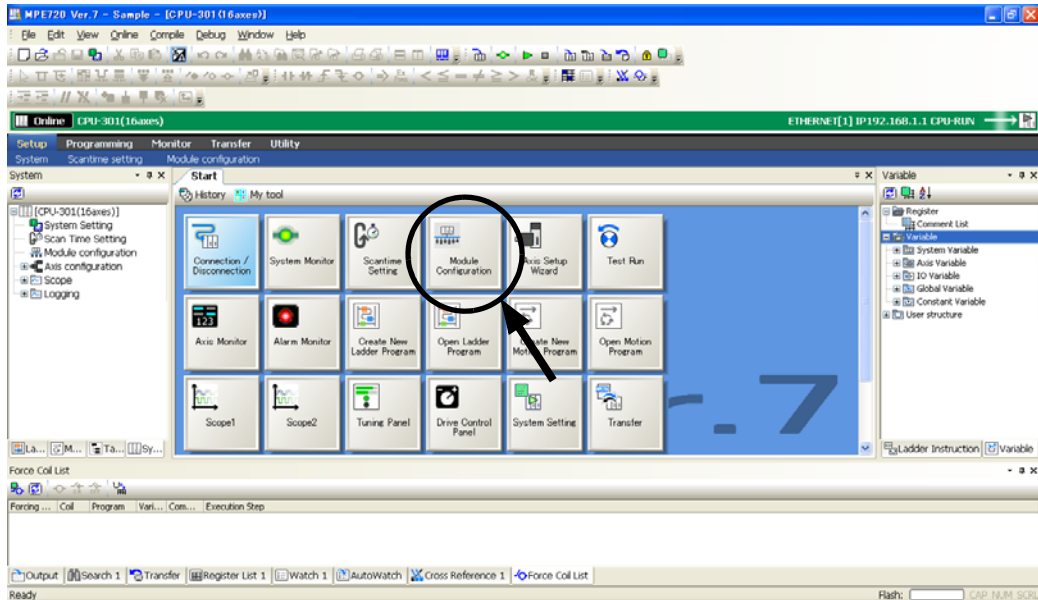 MPE720 Ver.7 - Sample - [CPU-301(16axes)]
File Edit View Online Compile Debug Window Help
Online CPU-301(16axes) ETHERNET[1] IP192.168.1.1 CPU-RUN
Setup Programming Monitor Transfer Utility
System Scantime setting Module configuration
System
Start
Variable
History My tool
[CPU-301(16axes)]
System Setting
Scan Time Setting
Module configuration
Axis configuration
Scope
Logging
Connection / Disconnection
System Monitor
Scantime Setting
Module Configuration
Axis Setup Wizard
Test Run
Axis Monitor
Alarm Monitor
Create New Ladder Program
Open Ladder Program
Create New Motion Program
Open Motion Program
Scope1
Scope2
Tuning Panel
Drive Control Panel
System Setting
Transfer
r.7
Register
Comment List
Variable
System Variable
Axis Variable
IO Variable
Global Variable
Constant Variable
User structure
La... M... Ta... Sy...
Ladder Instruction Variable
Force Coil List
Forcing ... Coil Program Vari... Com... Execution Step
Output Search 1 Transfer Register List 1 Watch 1 AutoWatch Cross Reference 1 Force Coil List
Ready Flash: CAP NUM SCRL